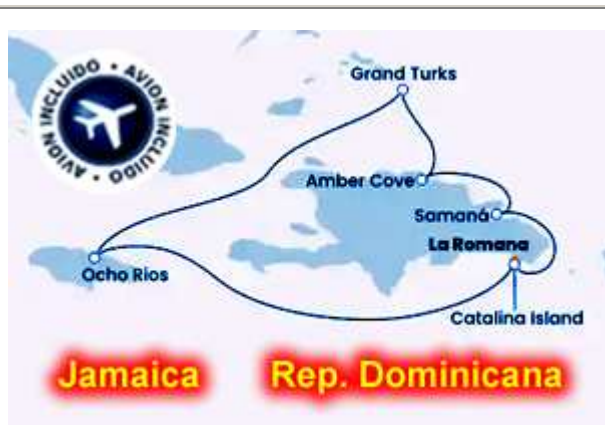 AVION INCLUIDO • AVION INCLUIDO •
Grand Turks
Amber Cove
Samaná
La Romana
Ocho Rios
Catalina Island
Jamaica Rep. Dominicana